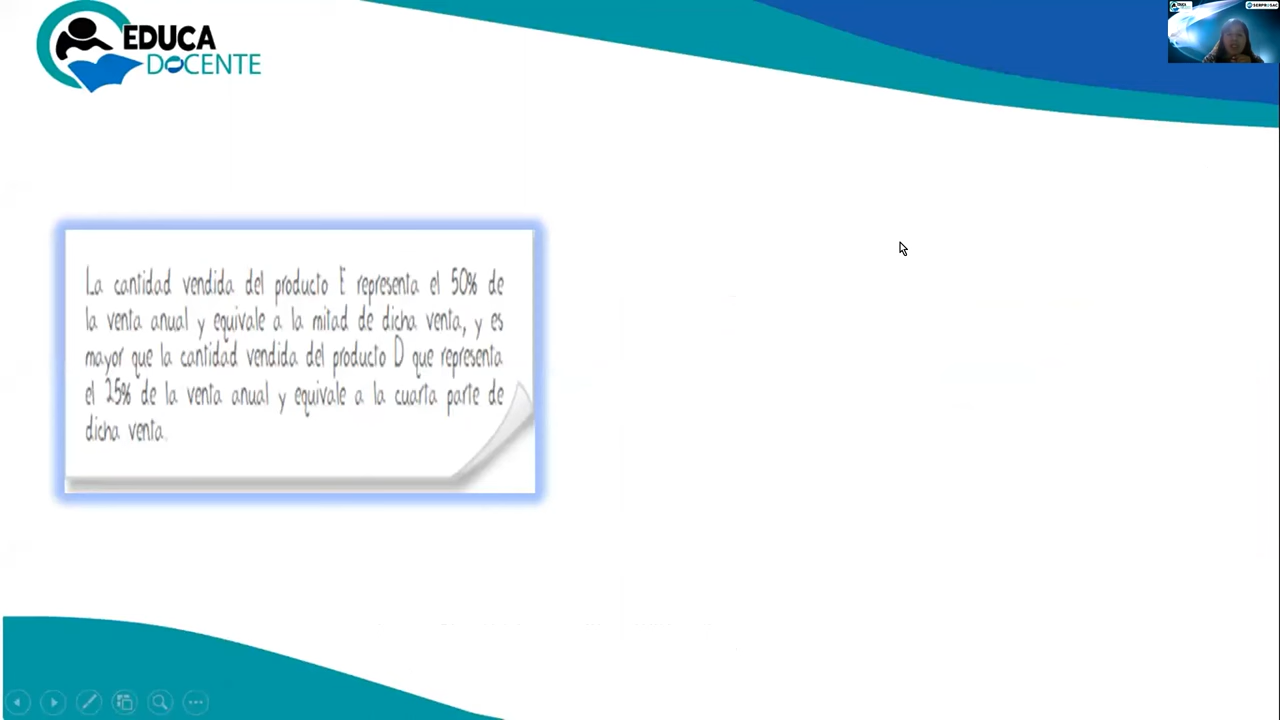 EDUCA
DOCENTE
La cantidad vendida del producto E representa el 50% de
la venta anual y equivale a la mitad de dicha venta, y es
mayor que la cantidad vendida del producto D que representa
el 25% de la venta anual y equivale a la cuarta parte de
dicha venta.